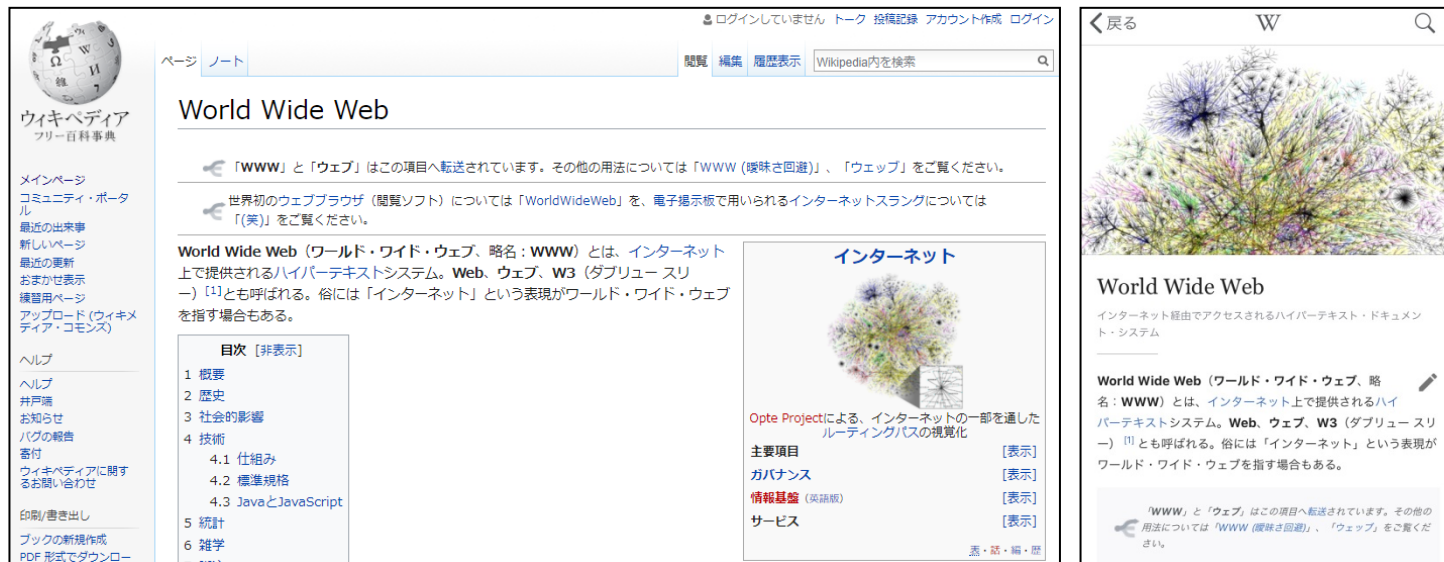 ログインしていません トーク 投稿記録 アカウント作成 ログイン
ページ ノート
閲覧 編集 履歴表示 Wikipedia内を検索
ウィキペディア
フリー百科事典
メインページ
コミュニティ・ポータ
ル
最近の出来事
新しいページ
最近の更新
おまかせ表示
練習用ページ
アップロード (ウィキメ
ディア・コモンズ)
ヘルプ
ヘルプ
井戸端
お知らせ
バグの報告
寄付
ウィキペディアに関す
るお問い合わせ
印刷/書き出し
ブックの新規作成
PDF 形式でダウンロー
World Wide Web
「WWW」と「ウェブ」はこの項目へ転送されています。その他の用法については「WWW (曖昧さ回避)」、「ウェッブ」をご覧ください。
世界初のウェブブラウザ（閲覧ソフト）については「WorldWideWeb」を、電子掲示板で用いられるインターネットスラングについては
「(笑)」をご覧ください。
World Wide Web（ワールド・ワイド・ウェブ、略名：WWW）とは、インターネット
上で提供されるハイパーテキストシステム。Web、ウェブ、W3（ダブリュー スリ
ー）[1]とも呼ばれる。俗には「インターネット」という表現がワールド・ワイド・ウェブ
を指す場合もある。
目次 [非表示]
1 概要
2 歴史
3 社会的影響
4 技術
4.1 仕組み
4.2 標準規格
4.3 JavaとJavaScript
5 統計
6 雑学
インターネット
Opte Projectによる、インターネットの一部を通した
ルーティングパスの視覚化
主要項目 [表示]
ガバナンス [表示]
情報基盤（英語版） [表示]
サービス [表示]
表・話・編・歴
戻る W
World Wide Web
インターネット経由でアクセスされるハイパーテキスト・ドキュメン
ト・システム
World Wide Web（ワールド・ワイド・ウェブ、略
名：WWW）とは、インターネット上で提供されるハイ
パーテキストシステム。Web、ウェブ、W3（ダブリュー スリ
ー） [1] とも呼ばれる。俗には「インターネット」という表現が
ワールド・ワイド・ウェブを指す場合もある。
「WWW」と「ウェブ」はこの項目へ転送されています。その他の
用法については「WWW (曖昧さ回避)」、「ウェッブ」をご覧くだ
さい。